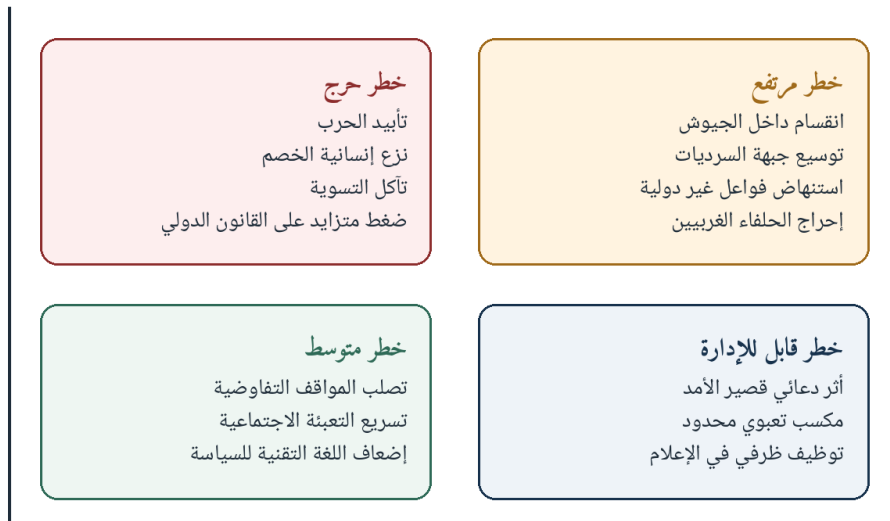 خطر مرتفع
انقسام داخل الجيوش
توسيع جبهة السرديات
استنهاض فواعل غير دولية
إحراج الحلفاء الغربيين
خطر حرج
تأبيد الحرب
نزع إنسانية الخصم
تآكل التسوية
ضغط متزايد على القانون الدولي
خطر قابل للإدارة
أثر دعائي قصير الأمد
مكسب تعبوي محدود
توظيف ظرفي في الإعلام
خطر متوسط
تصلب المواقف التفاوضية
تسريع التعبئة الاجتماعية
إضعاف اللغة التقنية للسياسة